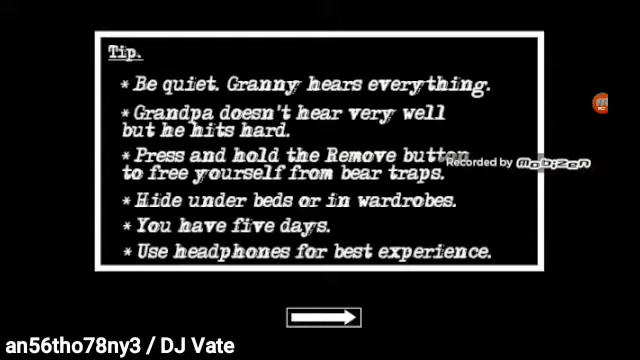 Tip.
* Be quiet. Granny hears everything.
* Grandpa doesn't hear very well
but he hits hard.
* Press and hold the Remove button
to free yourself from bear traps.
* Hide under beds or in wardrobes.
* You have five days.
* Use headphones for best experience.
Recorded by Mobizen
an56tho78ny3 / DJ Vate